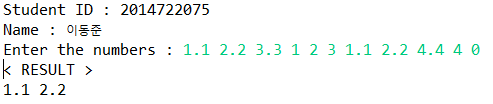 Student ID : 2014722075
Name : 이동준
Enter the numbers : 1.1 2.2 3.3 1 2 3 1.1 2.2 4.4 4 0
< RESULT >
1.1 2.2